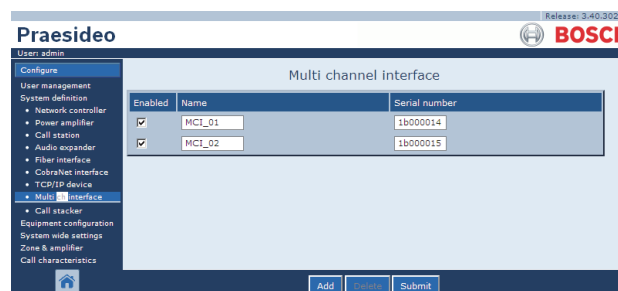 Release: 3.40.302
Praesideo
BOSCH
User: admin
Configure
User management
System definition
• Network controller
• Power amplifier
• Call station
• Audio expander
• Fiber interface
• CobraNet interface
• TCP/IP device
• Multi ch interface
• Call stacker
Equipment configuration
System wide settings
Zone & amplifier
Call characteristics
Multi channel interface
Enabled Name Serial number
MCI_01 1b000014
MCI_02 1b000015
Add Delete Submit